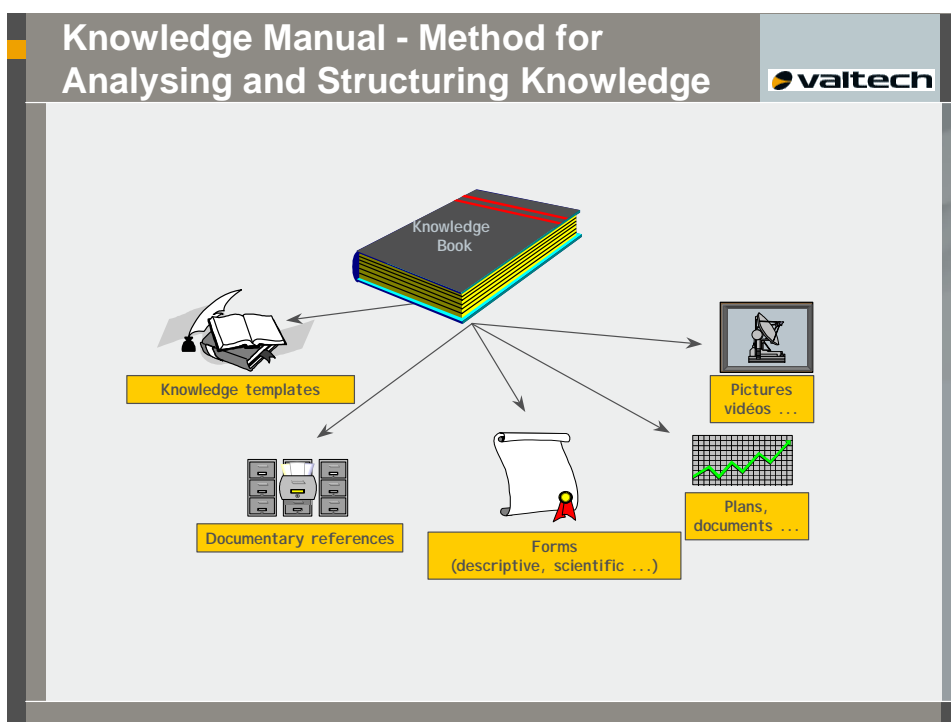 Knowledge Manual - Method for
Analysing and Structuring Knowledge
valtech
Knowledge
Book
Knowledge templates
Pictures
vidéos ...
Plans,
documents ...
Documentary references
Forms
(descriptive, scientific ...)